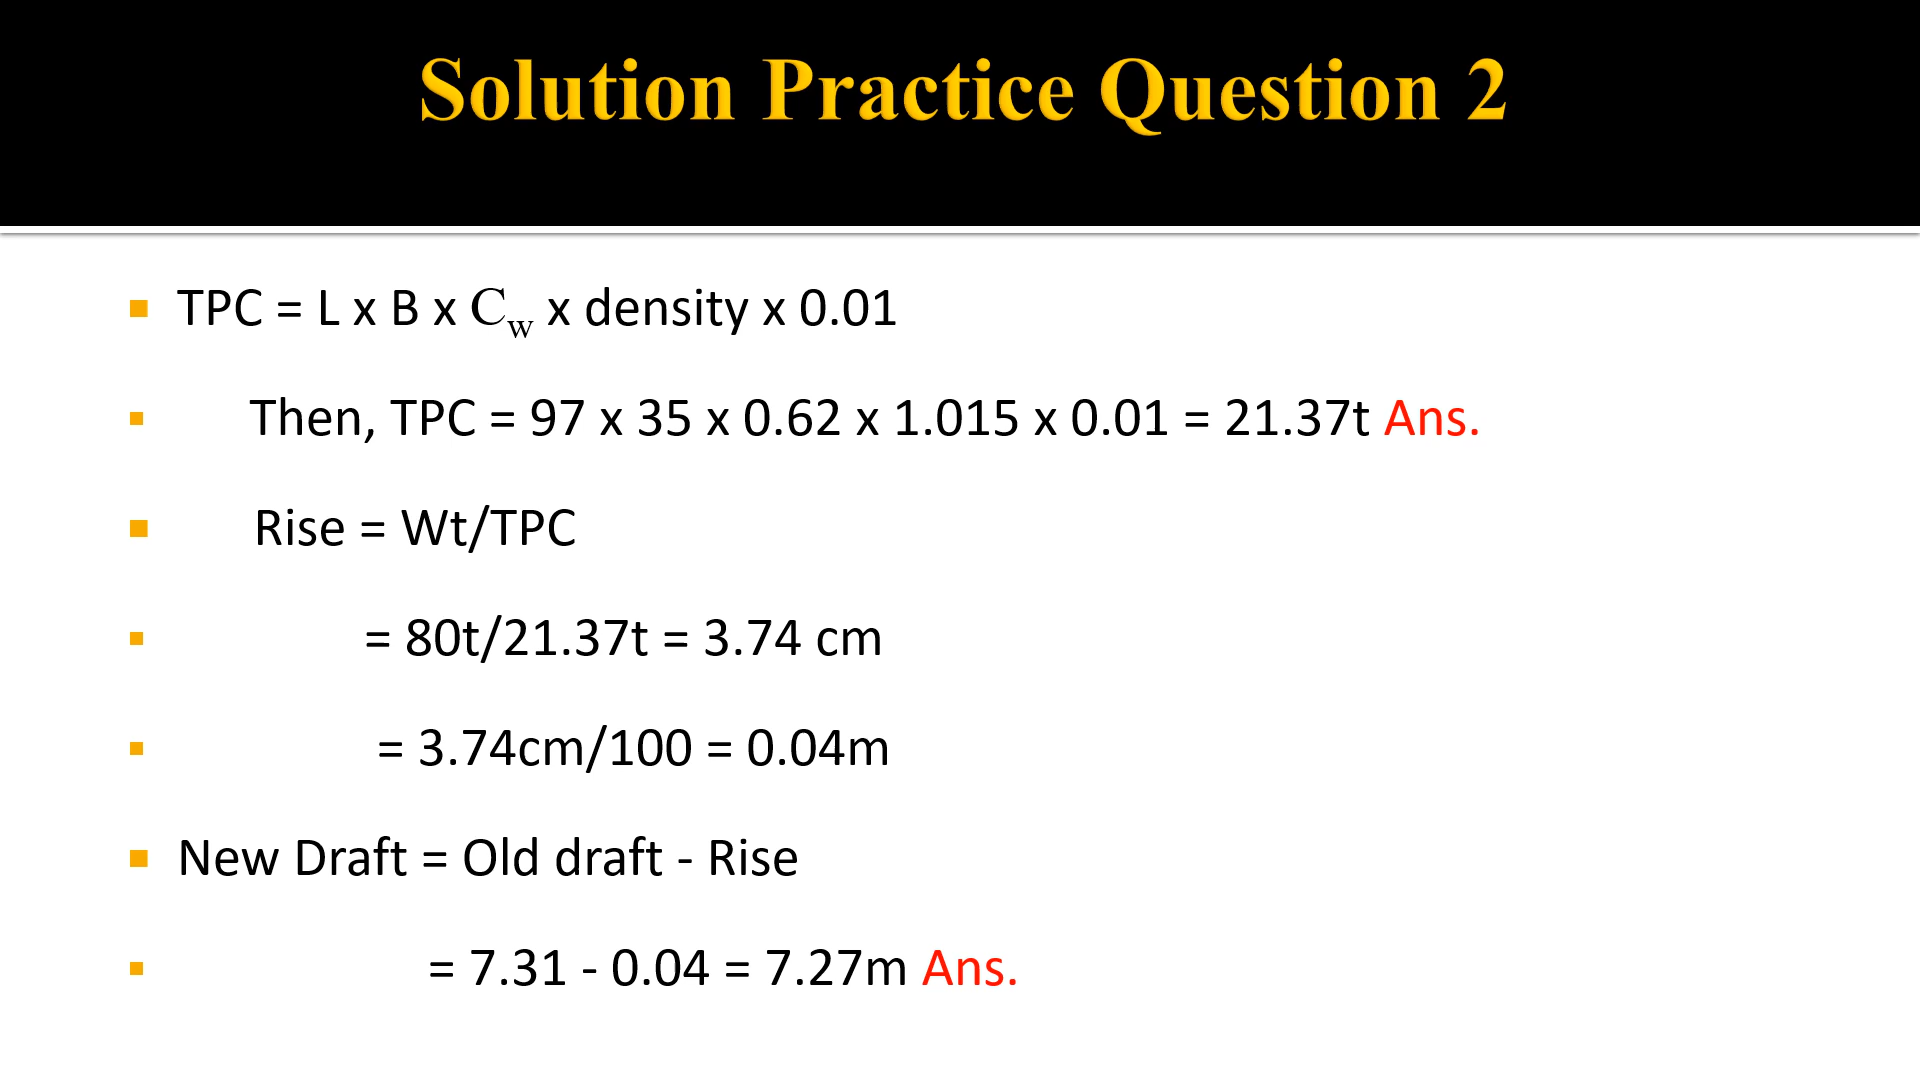 Solution Practice Question 2
TPC = L x B x C_w x density x 0.01
Then, TPC = 97 x 35 x 0.62 x 1.015 x 0.01 = 21.37t Ans.
Rise = Wt/TPC
= 80t/21.37t = 3.74 cm
= 3.74cm/100 = 0.04m
New Draft = Old draft - Rise
= 7.31 - 0.04 = 7.27m Ans.